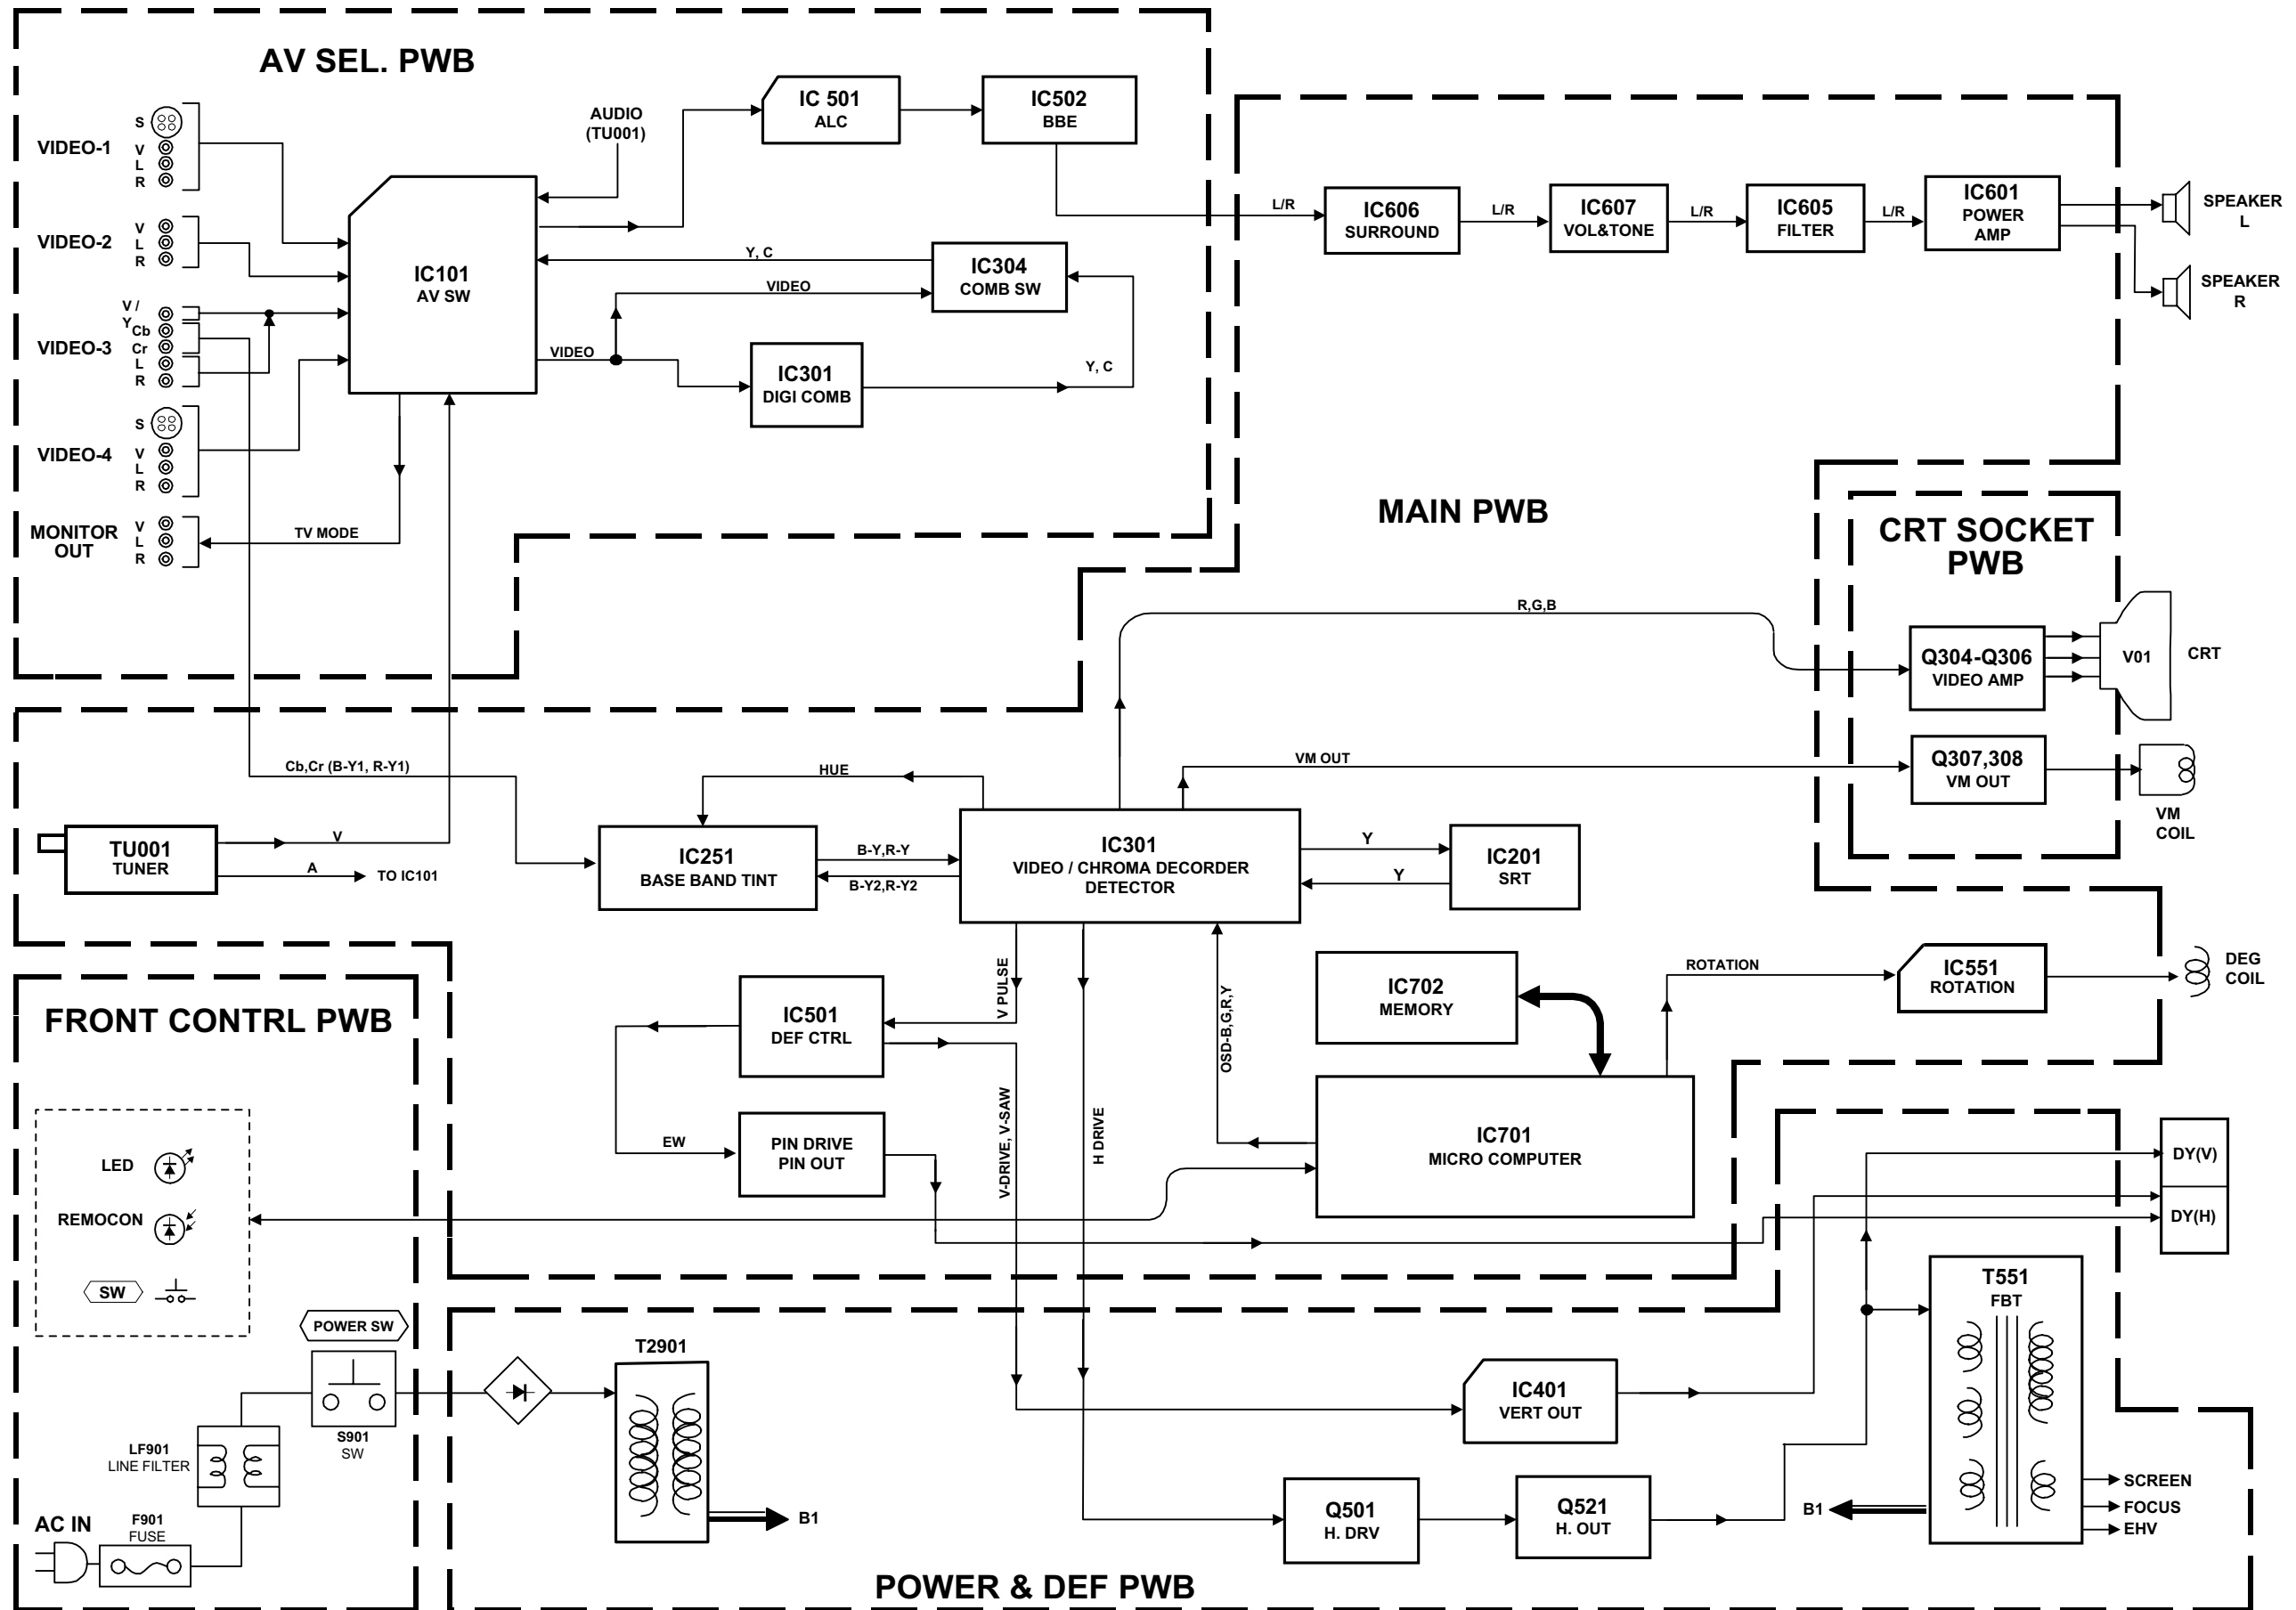 AV SEL. PWB
VIDEO-1
S
V
L
R
VIDEO-2
V
L
R
VIDEO-3
V /
Y
Cb
Cr
L
R
VIDEO-4
S
V
L
R
MONITOR
OUT
V
L
R
TV MODE
IC101
AV SW
AUDIO
(TU001)
IC 501
ALC
IC502
BBE
Y, C
VIDEO
IC304
COMB SW
VIDEO
IC301
DIGI COMB
Y, C
L/R
IC606
SURROUND
L/R
IC607
VOL&TONE
L/R
IC605
FILTER
L/R
IC601
POWER
AMP
SPEAKER
L
SPEAKER
R
MAIN PWB
CRT SOCKET
PWB
R,G,B
Q304-Q306
VIDEO AMP
V01
CRT
VM OUT
Q307,308
VM OUT
VM
COIL
Cb,Cr (B-Y1, R-Y1)
HUE
TU001
TUNER
V
A
TO IC101
IC251
BASE BAND TINT
B-Y,R-Y
B-Y2,R-Y2
IC301
VIDEO / CHROMA DECORDER
DETECTOR
Y
Y
IC201
SRT
V PULSE
IC501
DEF CTRL
EW
PIN DRIVE
PIN OUT
V-DRIVE, V-SAW
H DRIVE
OSD-B,G,R,Y
IC702
MEMORY
IC701
MICRO COMPUTER
ROTATION
IC551
ROTATION
DEG
COIL
FRONT CONTRL PWB
LED
REMOCON
SW
POWER SW
S901
SW
LF901
LINE FILTER
AC IN
F901
FUSE
T2901
B1
IC401
VERT OUT
Q501
H. DRV
Q521
H. OUT
DY(V)
DY(H)
T551
FBT
B1
SCREEN
FOCUS
EHV
POWER & DEF PWB